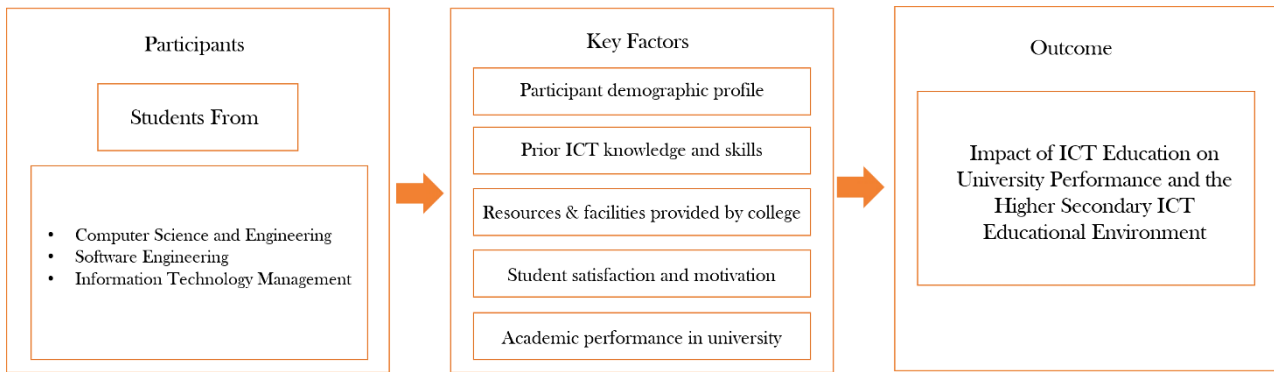 Participants
Students From
• Computer Science and Engineering
• Software Engineering
• Information Technology Management
Key Factors
Participant demographic profile
Prior ICT knowledge and skills
Resources & facilities provided by college
Student satisfaction and motivation
Academic performance in university
Outcome
Impact of ICT Education on
University Performance and the
Higher Secondary ICT
Educational Environment